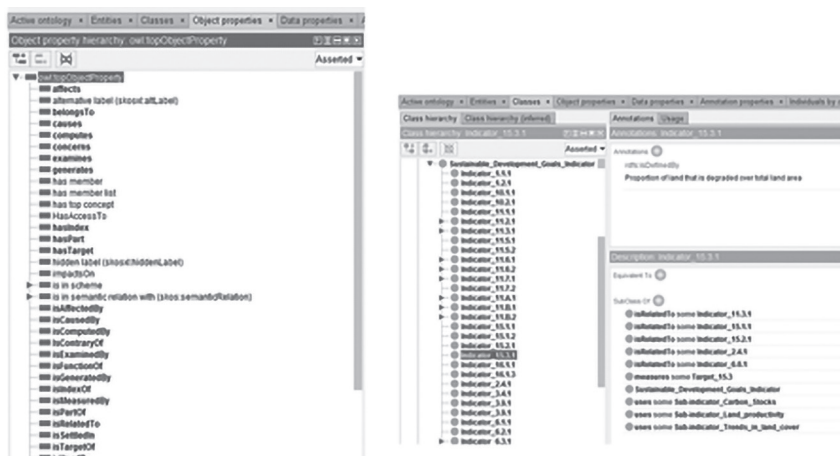 Active ontology × Entities × Classes × Object properties × Data properties ×
Object property hierarchy: owl:topObjectProperty
Asserted
owl:topObjectProperty
affects
alternative label (skosxl:altLabel)
belongsTo
causes
computes
concerns
examines
generates
has member
has member list
has top concept
HasAccessTo
hasIndex
hasPart
hasTarget
hidden label (skosxl:hiddenLabel)
impactsOn
is in scheme
is in semantic relation with (skos:semanticRelation)
isAffectedBy
isCausedBy
isComputedBy
isContraryOf
isExaminedBy
isFunctionOf
isGeneratedBy
isIndexOf
isMeasuredBy
isPartOf
isRelatedTo
isSettledIn
isTargetOf
Active ontology × Entities × Classes × Object properties × Data properties × Annotation properties × Individuals by
Class hierarchy Class hierarchy (inferred)
Class hierarchy: Indicator_15.3.1
Asserted
Sustainable_Development_Goals_Indicator
Indicator_1.1.1
Indicator_1.2.1
Indicator_10.1.1
Indicator_10.2.1
Indicator_11.1.1
Indicator_11.2.1
Indicator_11.3.1
Indicator_11.5.1
Indicator_11.5.2
Indicator_11.6.1
Indicator_11.6.2
Indicator_11.7.1
Indicator_11.7.2
Indicator_11.A.1
Indicator_11.B.1
Indicator_11.B.2
Indicator_15.1.1
Indicator_15.1.2
Indicator_15.2.1
Indicator_15.3.1
Indicator_16.1.1
Indicator_16.1.3
Indicator_2.4.1
Indicator_3.4.1
Indicator_3.9.1
Indicator_6.1.1
Indicator_6.2.1
Indicator_6.3.1
Annotations Usage
Annotations: Indicator_15.3.1
Annotations
rdfs:isDefinedBy
Proportion of land that is degraded over total land area
Description: Indicator_15.3.1
Equivalent To
SubClass Of
isRelatedTo some Indicator_11.3.1
isRelatedTo some Indicator_15.1.1
isRelatedTo some Indicator_15.2.1
isRelatedTo some Indicator_2.4.1
isRelatedTo some Indicator_6.6.1
measures some Target_15.3
Sustainable_Development_Goals_Indicator
uses some Sub-indicator_Carbon_Stocks
uses some Sub-indicator_Land_productivity
uses some Sub-indicator_Trends_in_land_cover